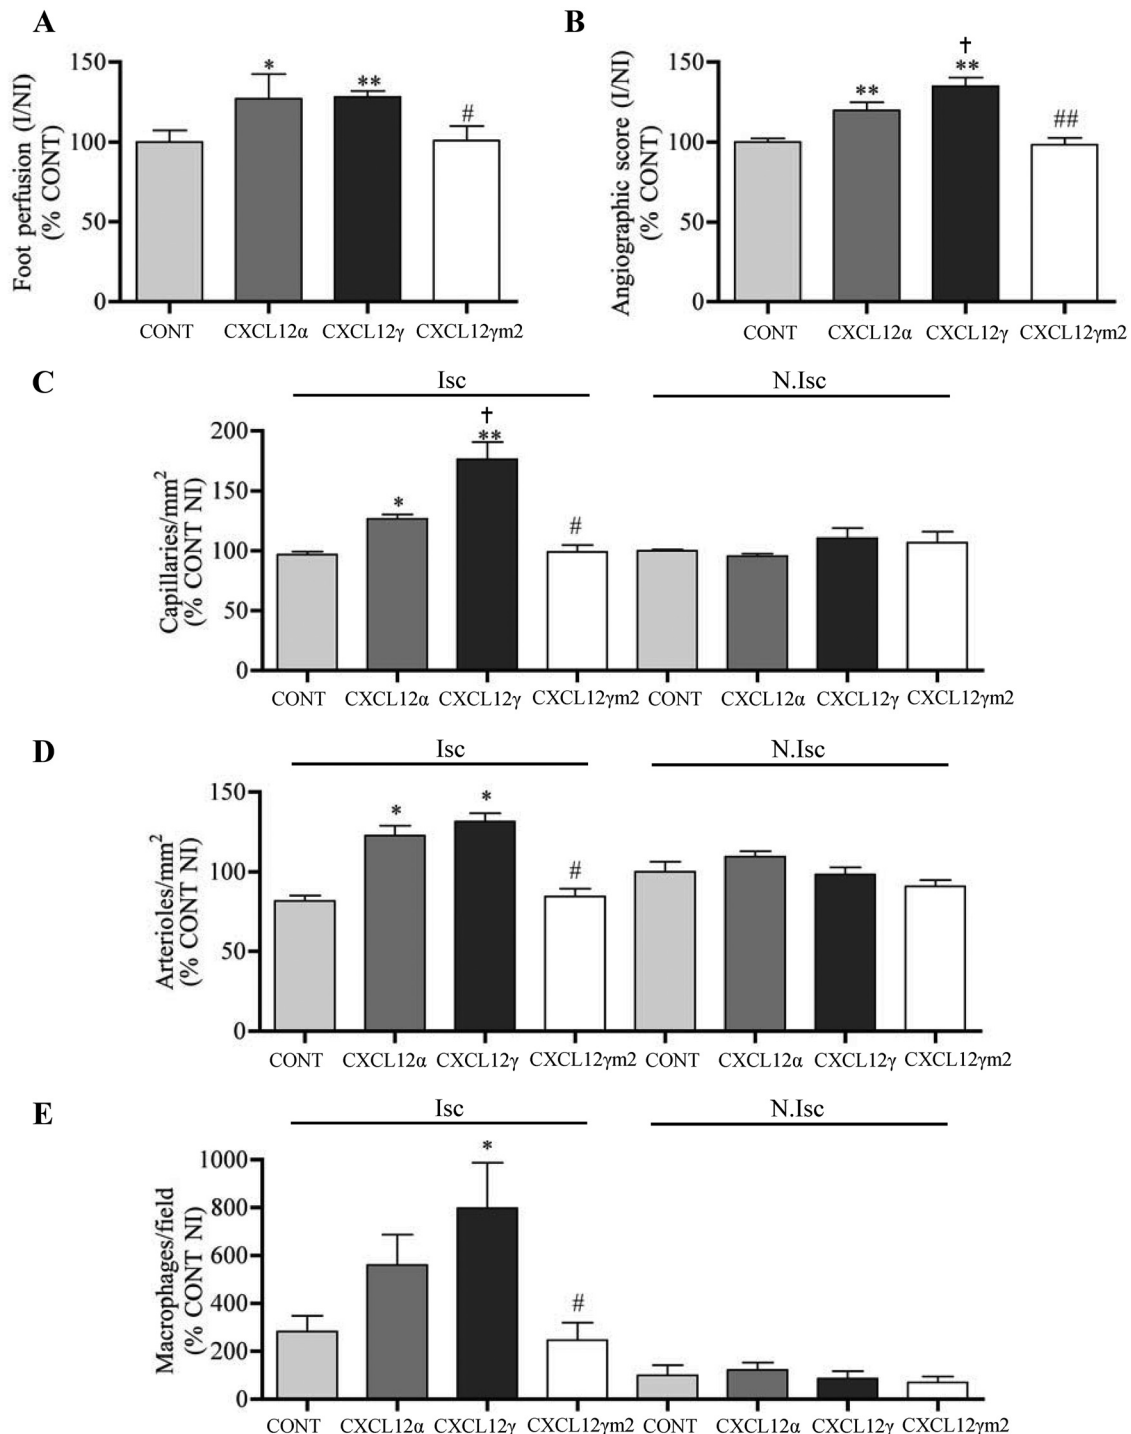 A
Foot perfusion (I/NI)
(% CONT)
150
100
50
0
*
**
#
CONT
CXCL12α
CXCL12γ
CXCL12γm2
B
Angiographic score (I/NI)
(% CONT)
150
100
50
0
**
†
**
##
CONT
CXCL12α
CXCL12γ
CXCL12γm2
C
Isc
N.Isc
Capillaries/mm²
(% CONT NI)
200
150
100
50
0
*
†
**
#
CONT
CXCL12α
CXCL12γ
CXCL12γm2
CONT
CXCL12α
CXCL12γ
CXCL12γm2
D
Isc
N.Isc
Arterioles/mm²
(% CONT NI)
150
100
50
0
*
*
#
CONT
CXCL12α
CXCL12γ
CXCL12γm2
CONT
CXCL12α
CXCL12γ
CXCL12γm2
E
Isc
N.Isc
Macrophages/field
(% CONT NI)
1000
800
600
400
200
0
*
#
CONT
CXCL12α
CXCL12γ
CXCL12γm2
CONT
CXCL12α
CXCL12γ
CXCL12γm2